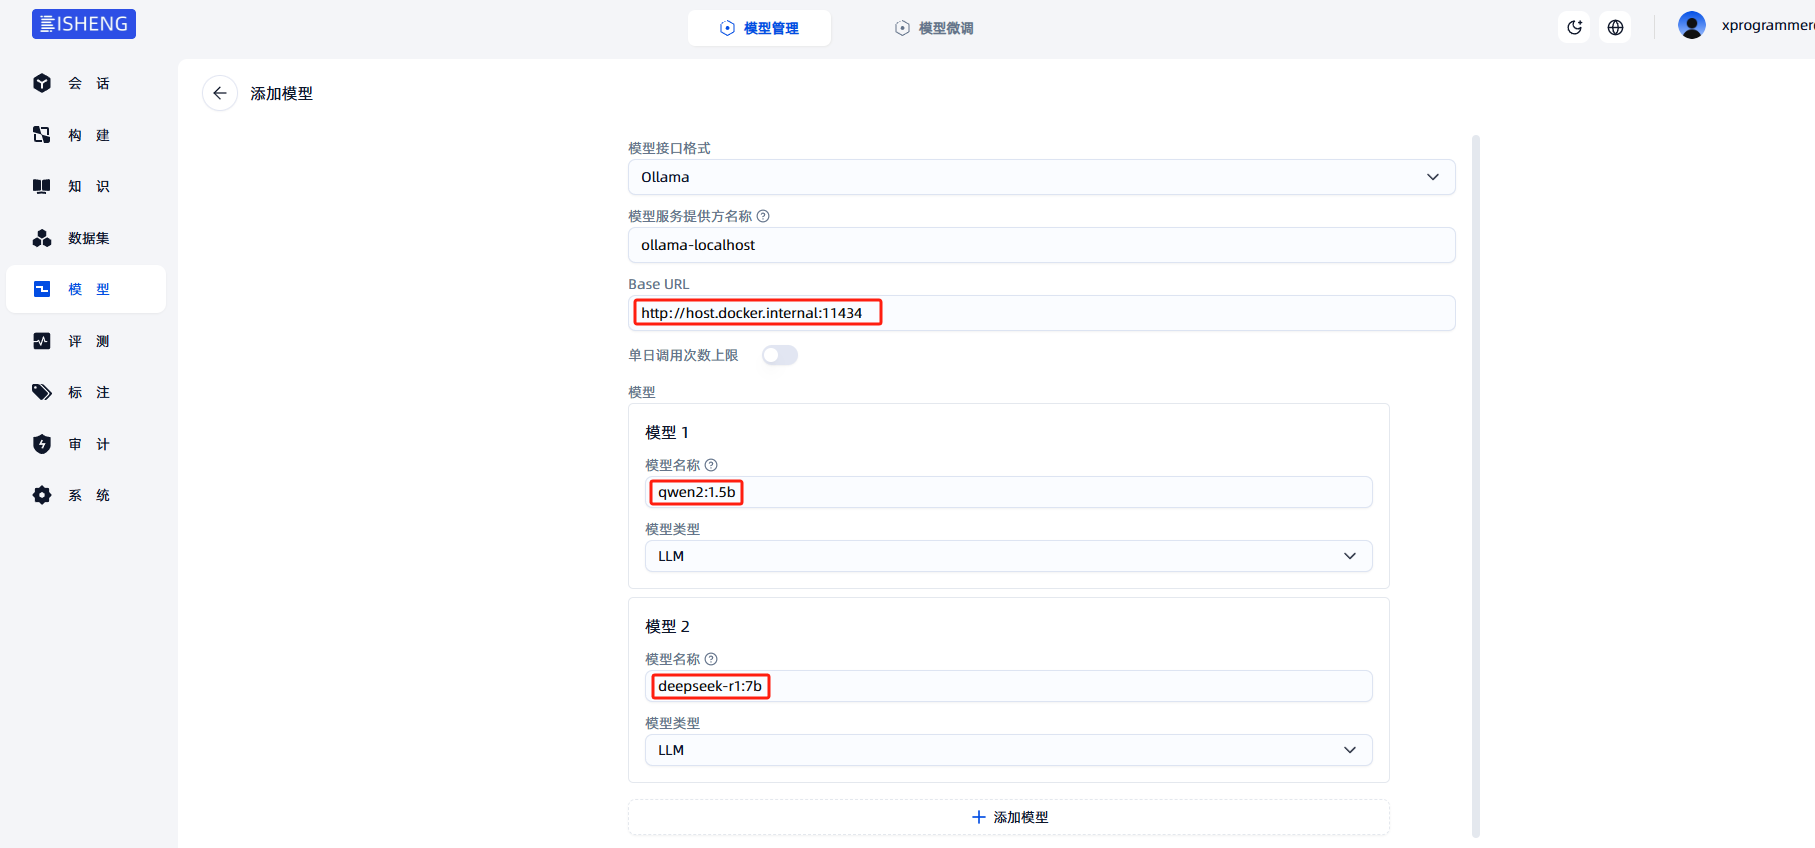 ISHENG
模型管理
模型微调
xprogrammer
会 话
构 建
知 识
数据集
模 型
评 测
标 注
审 计
系 统
添加模型
模型接口格式
Ollama
模型服务提供方名称
ollama-localhost
Base URL
http://host.docker.internal:11434
单日调用次数上限
模型
模型 1
模型名称
qwen2:1.5b
模型类型
LLM
模型 2
模型名称
deepseek-r1:7b
模型类型
LLM
添加模型